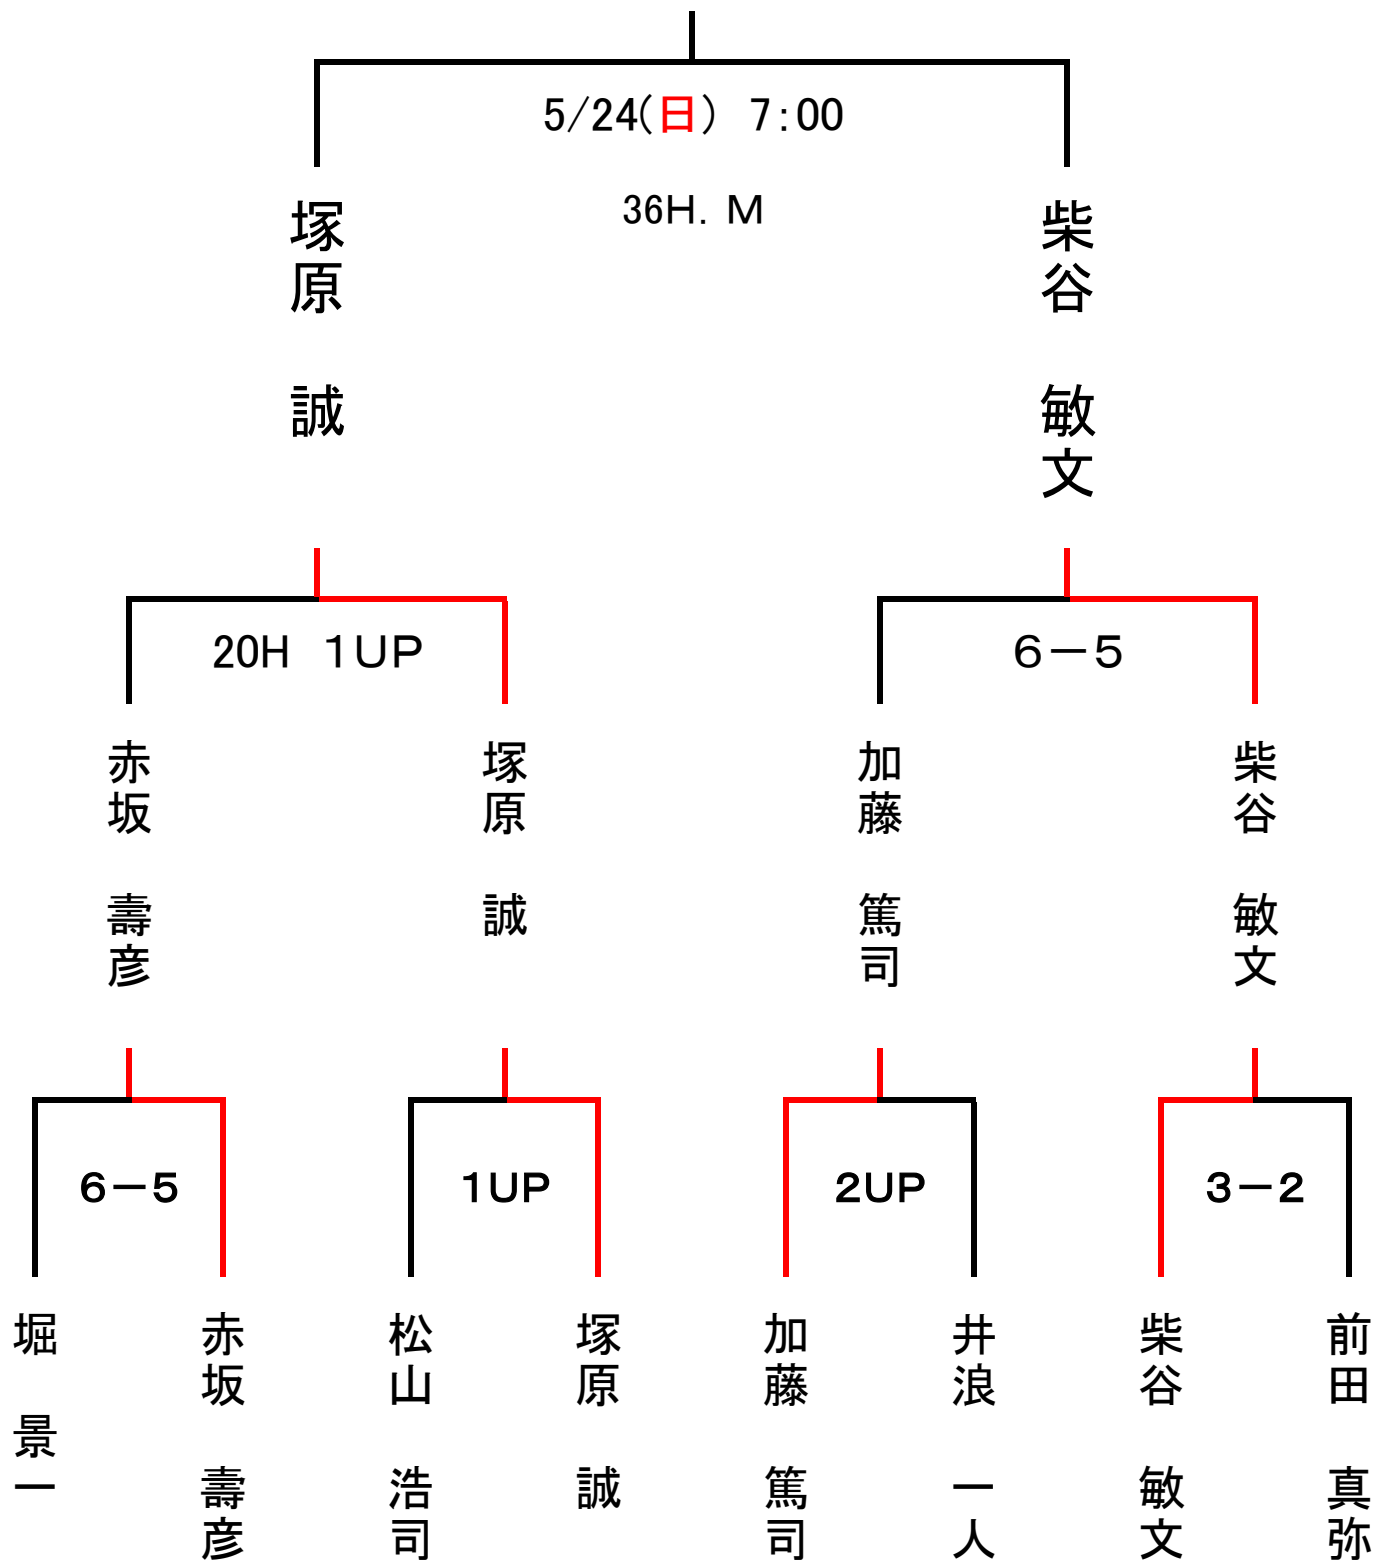 5/24(日) 7:00
36H. M
塚原 誠
柴谷 敏文
20H 1UP
6－5
赤坂 壽彦
塚原 誠
加藤 篤司
柴谷 敏文
6－5
1UP
2UP
3－2
堀 景一
赤坂 壽彦
松山 浩司
塚原 誠
加藤 篤司
井浪 一人
柴谷 敏文
前田 真弥